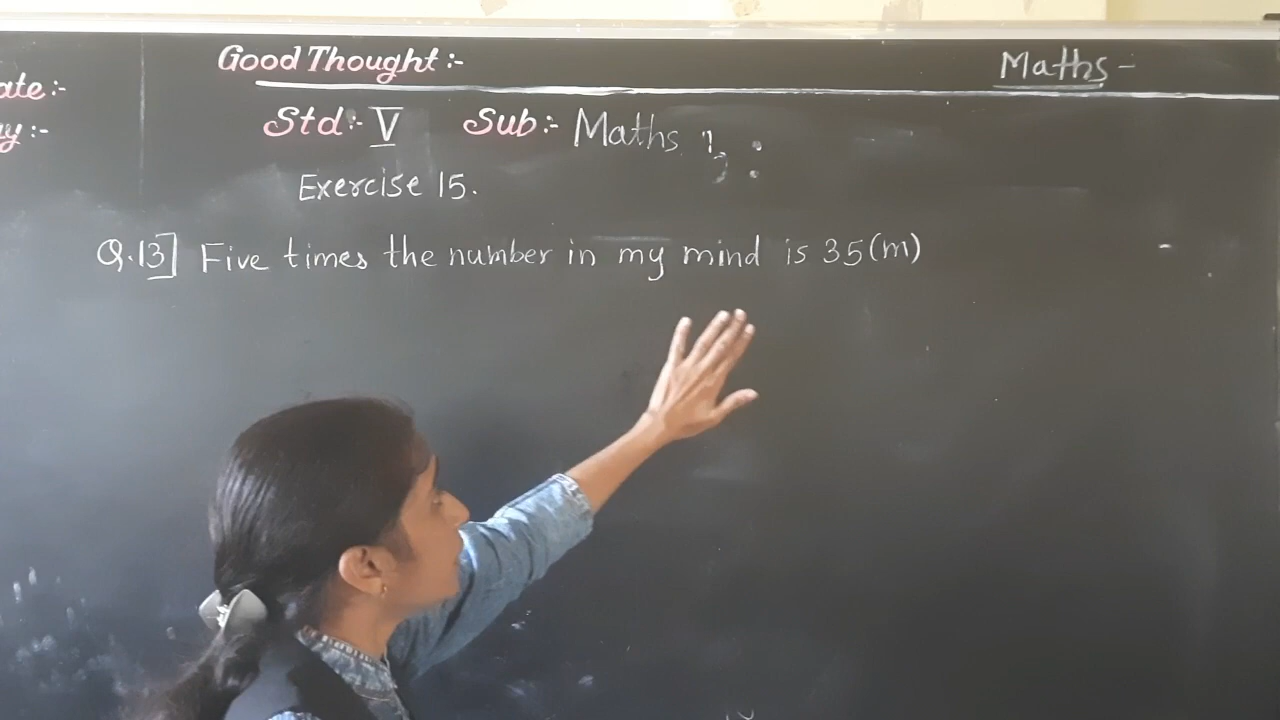 Good Thought :-
Maths -
ate:-
Std:- V Sub:- Maths
y:-
Exercise 15.
Q.13] Five times the number in my mind is 35(m)